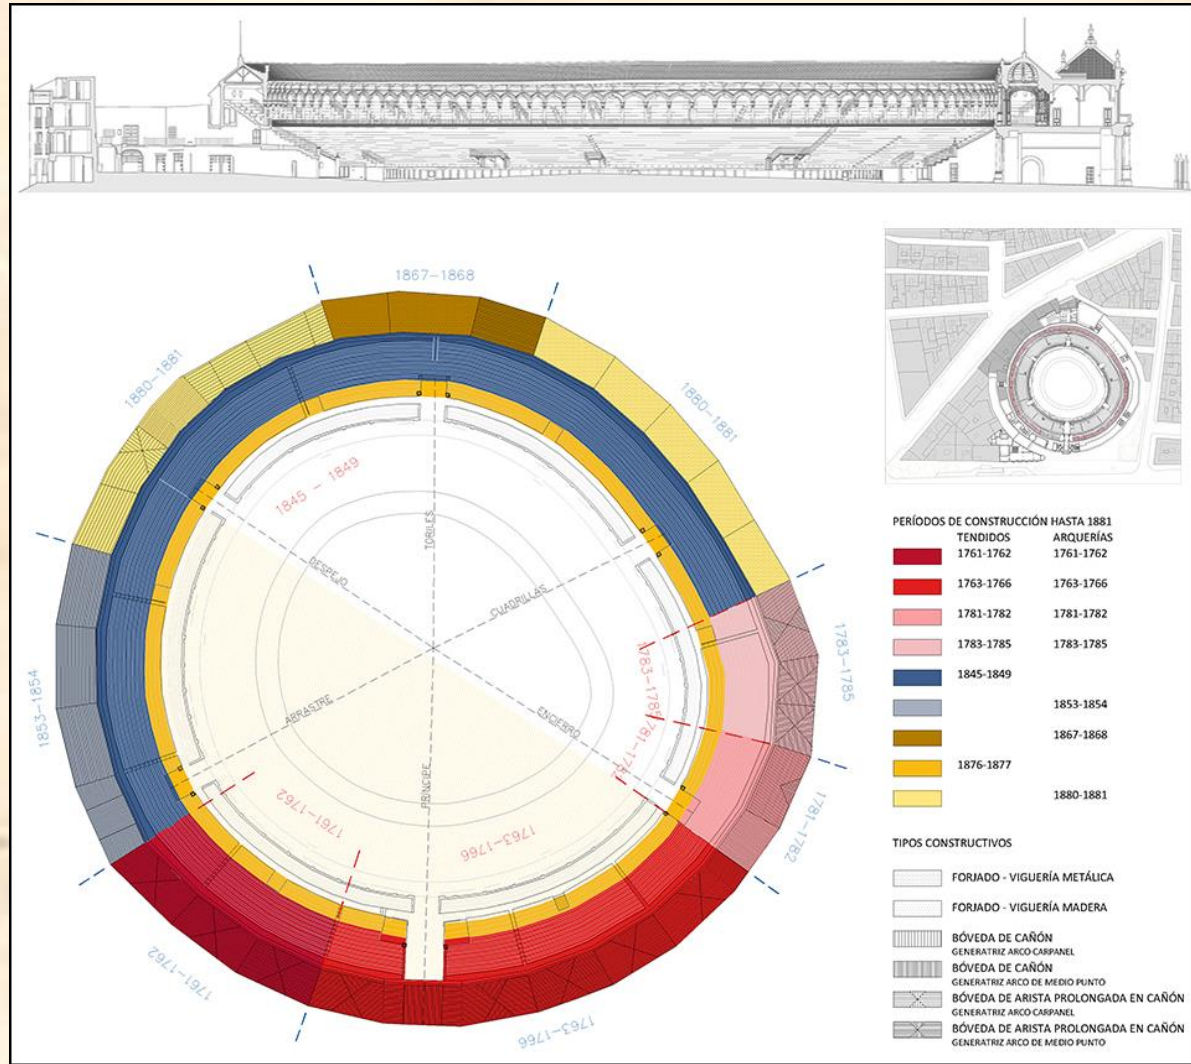 1867-1868
1880-1881
1880-1881
1845 - 1849
TORILES
DESPEJO
CUADRILLAS
1783-1785
1783-1785
1853-1854
ARRASTRE
ENCIERRO
1781-1782
PRINCIPE
1761-1762
1763-1766
1781-1782
1761-1762
1763-1766
PERÍODOS DE CONSTRUCCIÓN HASTA 1881
TENDIDOS ARQUERÍAS
1761-1762 1761-1762
1763-1766 1763-1766
1781-1782 1781-1782
1783-1785 1783-1785
1845-1849
1853-1854
1867-1868
1876-1877
1880-1881
TIPOS CONSTRUCTIVOS
FORJADO - VIGUERÍA METÁLICA
FORJADO - VIGUERÍA MADERA
BÓVEDA DE CAÑÓN
GENERATRIZ ARCO CARPANEL
BÓVEDA DE CAÑÓN
GENERATRIZ ARCO DE MEDIO PUNTO
BÓVEDA DE ARISTA PROLONGADA EN CAÑÓN
GENERATRIZ ARCO CARPANEL
BÓVEDA DE ARISTA PROLONGADA EN CAÑÓN
GENERATRIZ ARCO DE MEDIO PUNTO